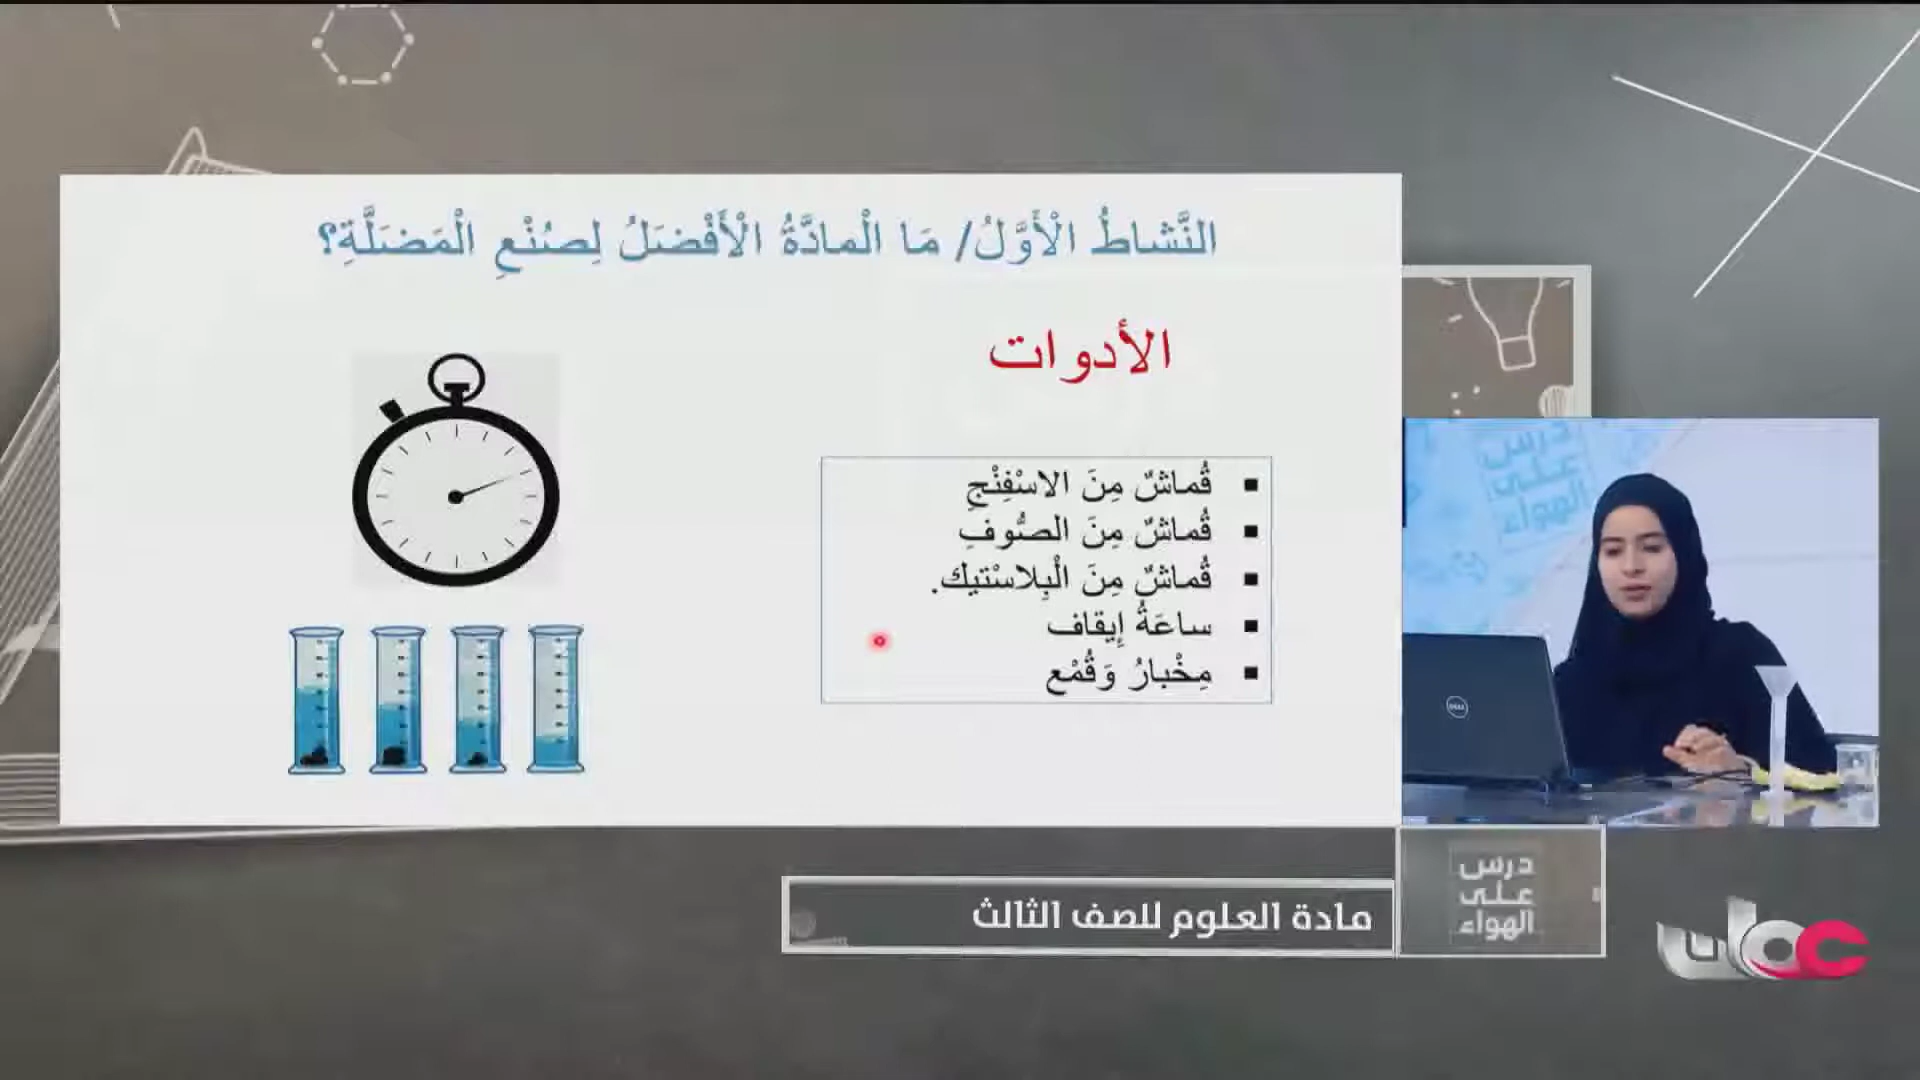 النَّشاطُ الْأَوَّلُ/ مَا الْمادَّةُ الْأَفْضَلُ لِصُنْعِ الْمَضَلَّةِ؟
الأدوات
▪ قُماشٌ مِنَ الاسْفِنْجِ
▪ قُماشٌ مِنَ الصُّوفِ
▪ قُماشٌ مِنَ الْبِلاسْتيك.
▪ ساعَةُ إيقاف
▪ مِخْبارُ وَقُمْع
درس
على
الهواء
DELL
مادة العلوم للصف الثالث
درس
على
الهواء